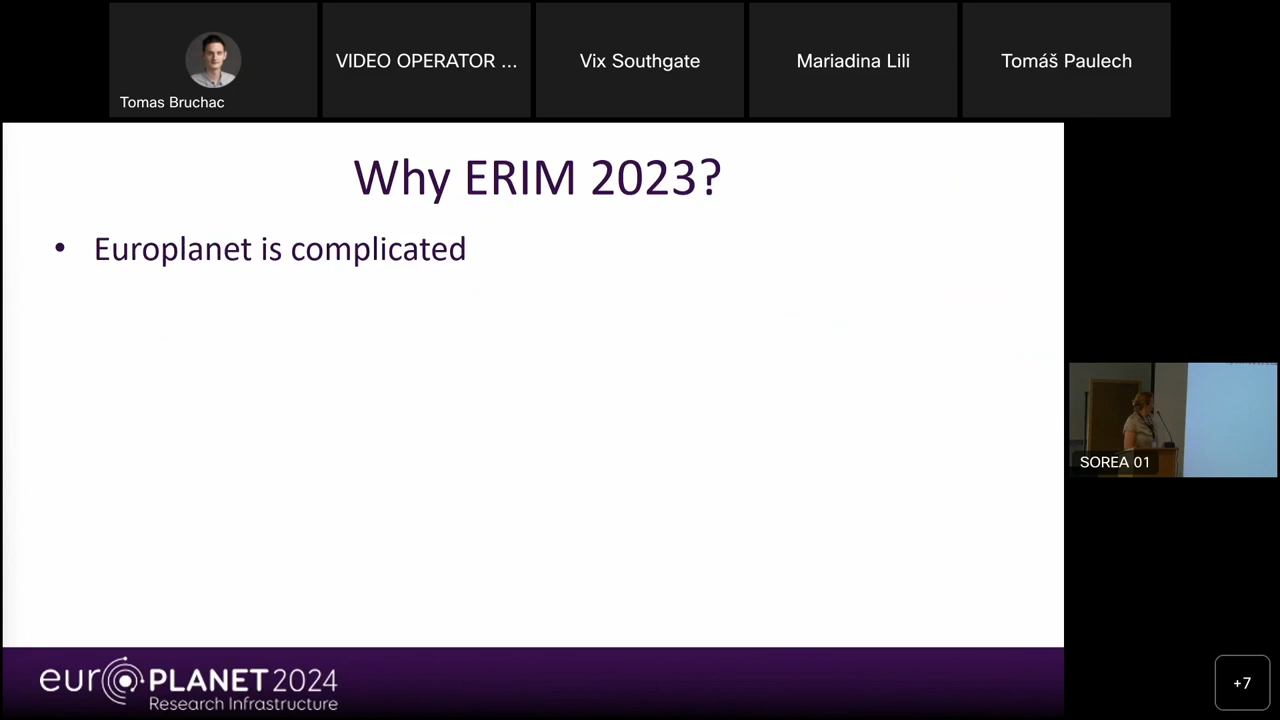 VIDEO OPERATOR ...
Vix Southgate
Mariadina Lili
Tomáš Paulech
Tomas Bruchac
Why ERIM 2023?
• Europlanet is complicated
SOREA 01
europlanet 2024
Research Infrastructure
+7